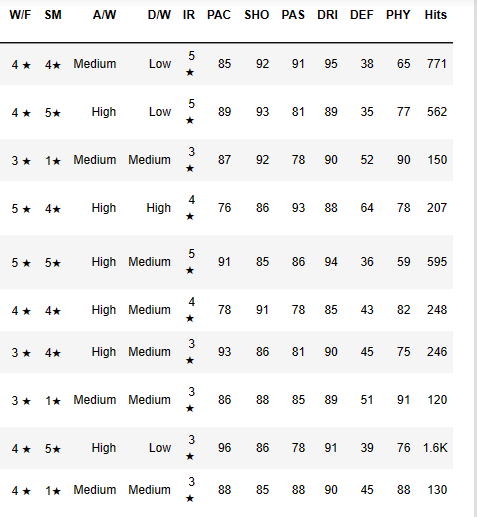 W/F SM A/W D/W IR PAC SHO PAS DRI DEF PHY Hits
4 ★ 4★ Medium Low 5 ★ 85 92 91 95 38 65 771
4 ★ 5★ High Low 5 ★ 89 93 81 89 35 77 562
3 ★ 1★ Medium Medium 3 ★ 87 92 78 90 52 90 150
5 ★ 4★ High High 4 ★ 76 86 93 88 64 78 207
5 ★ 5★ High Medium 5 ★ 91 85 86 94 36 59 595
4 ★ 4★ High Medium 4 ★ 78 91 78 85 43 82 248
3 ★ 4★ High Medium 3 ★ 93 86 81 90 45 75 246
3 ★ 1★ Medium Medium 3 ★ 86 88 85 89 51 91 120
4 ★ 5★ High Low 3 ★ 96 86 78 91 39 76 1.6K
4 ★ 1★ Medium Medium 3 ★ 88 85 88 90 45 88 130